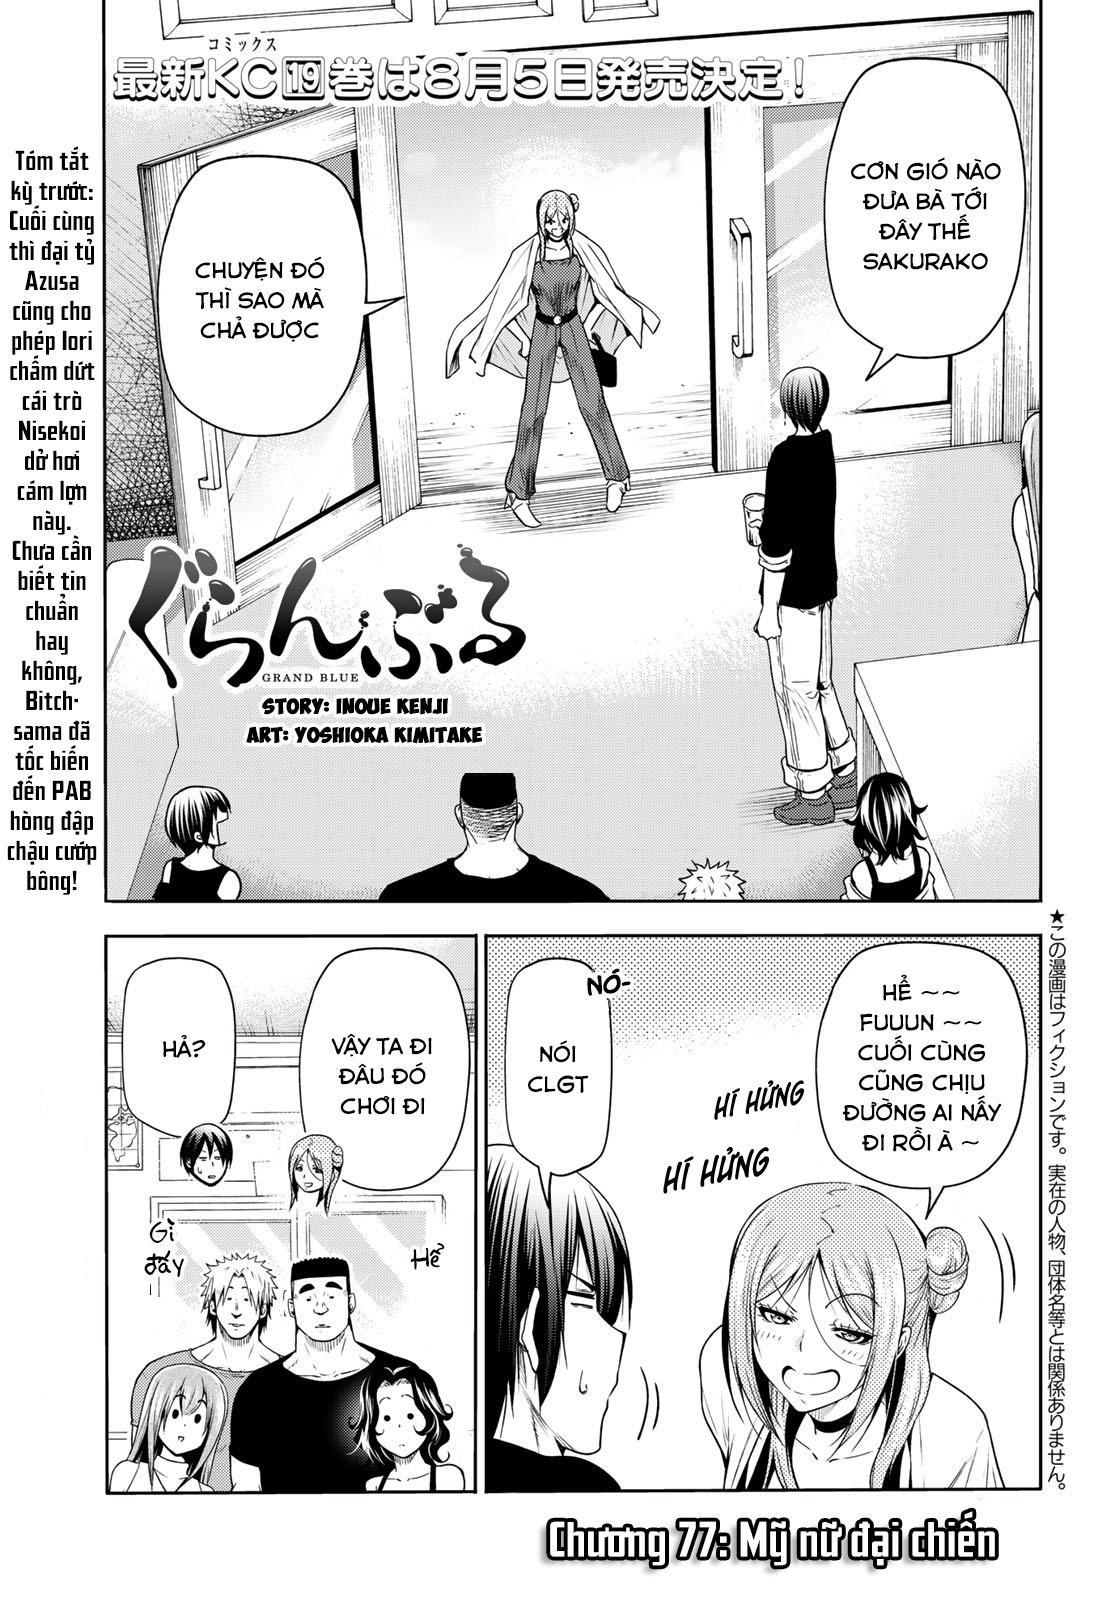 コミックス
最新KC19巻は8月5日発売決定！
Tóm tắt
kỳ trước:
Cuối cùng
thì đại tỷ
Azusa
cũng cho
phép Iori
chấm dứt
cái trò
Nisekoi
dở hơi
cám lợn
này.
Chưa cần
biết tin
chuẩn
hay
không,
Bitch-
sama đã
tốc biến
đến PAB
hòng đập
chậu cướp
bông!
CƠN GIÓ NÀO
ĐƯA BÀ TỚI
ĐÂY THẾ
SAKURAKO
CHUYỆN ĐÓ
THÌ SAO MÀ
CHẢ ĐƯỢC
ぐらんぶる
GRAND BLUE
STORY: INOUE KENJI
ART: YOSHIOKA KIMITAKE
★この漫画はフィクションです。実在の人物、団体名等とは関係ありません。
HỂ ~~
FUUUN ~~
CUỐI CÙNG
CŨNG CHỊU
ĐƯỜNG AI NẤY
ĐI RỒI À ~
HÍ HỬNG
HÍ HỬNG
NÓ-
NÓI
CLGT
VẬY TA ĐI
ĐÂU ĐÓ
CHƠI ĐI
HẢ?
Gì
đấy
Hể
Chương 77: Mỹ nữ đại chiến